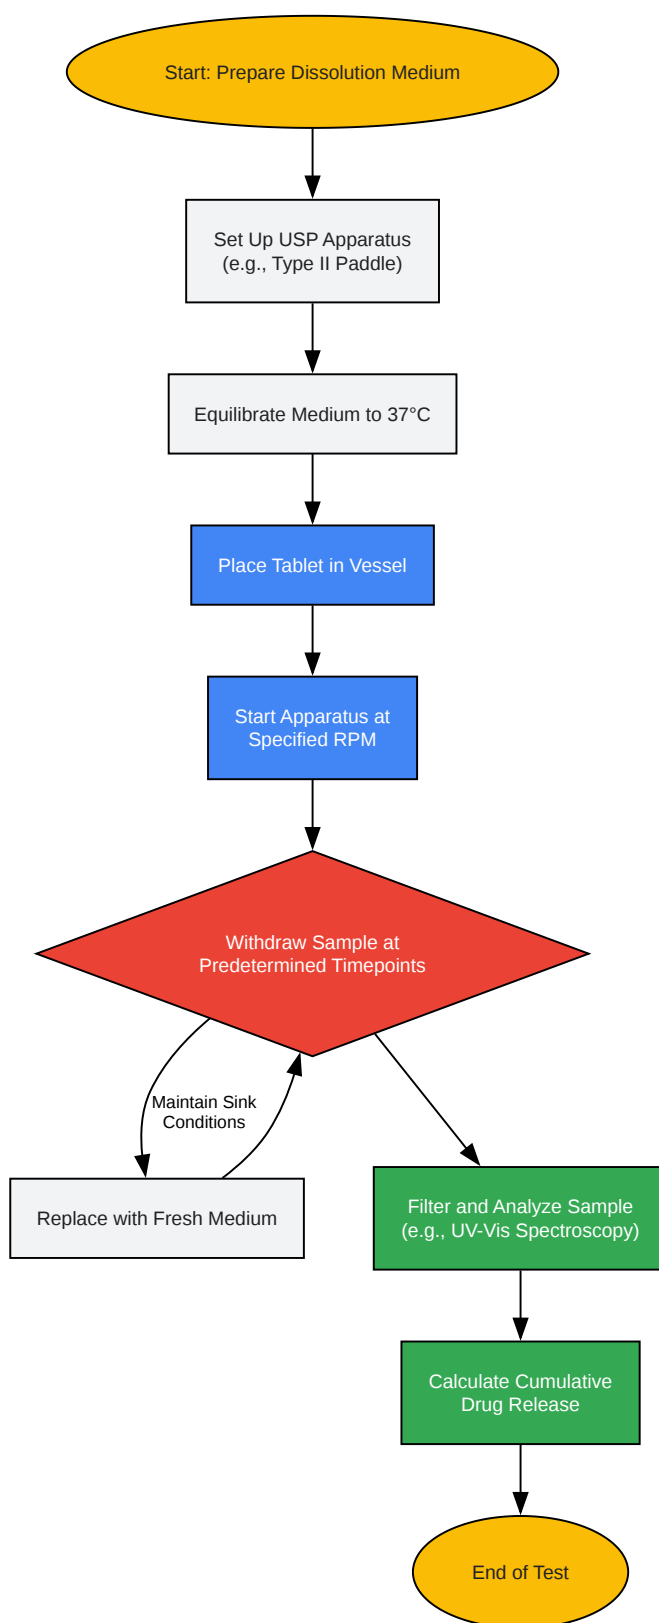 Start: Prepare Dissolution Medium
Set Up USP Apparatus
(e.g., Type II Paddle)
Equilibrate Medium to 37°C
Place Tablet in Vessel
Start Apparatus at
Specified RPM
Withdraw Sample at
Predetermined Timepoints
Maintain Sink
Conditions
Replace with Fresh Medium
Filter and Analyze Sample
(e.g., UV-Vis Spectroscopy)
Calculate Cumulative
Drug Release
End of Test